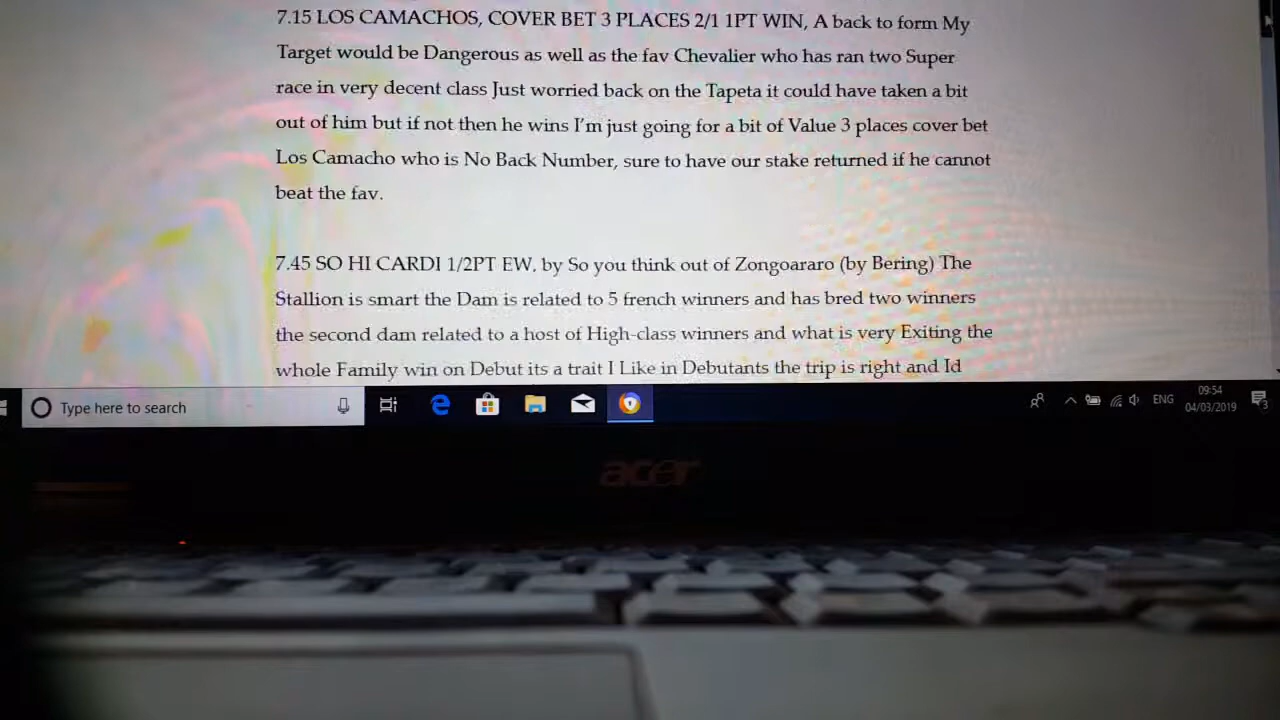 7.15 LOS CAMACHOS, COVER BET 3 PLACES 2/1 1PT WIN, A back to form My
Target would be Dangerous as well as the fav Chevalier who has ran two Super
race in very decent class Just worried back on the Tapeta it could have taken a bit
out of him but if not then he wins I'm just going for a bit of Value 3 places cover bet
Los Camacho who is No Back Number, sure to have our stake returned if he cannot
beat the fav.
7.45 SO HI CARDI 1/2PT EW, by So you think out of Zongoararo (by Bering) The
Stallion is smart the Dam is related to 5 french winners and has bred two winners
the second dam related to a host of High-class winners and what is very Exiting the
whole Family win on Debut its a trait I Like in Debutants the trip is right and Id
Type here to search
ENG
09:54
04/03/2019
3
acer